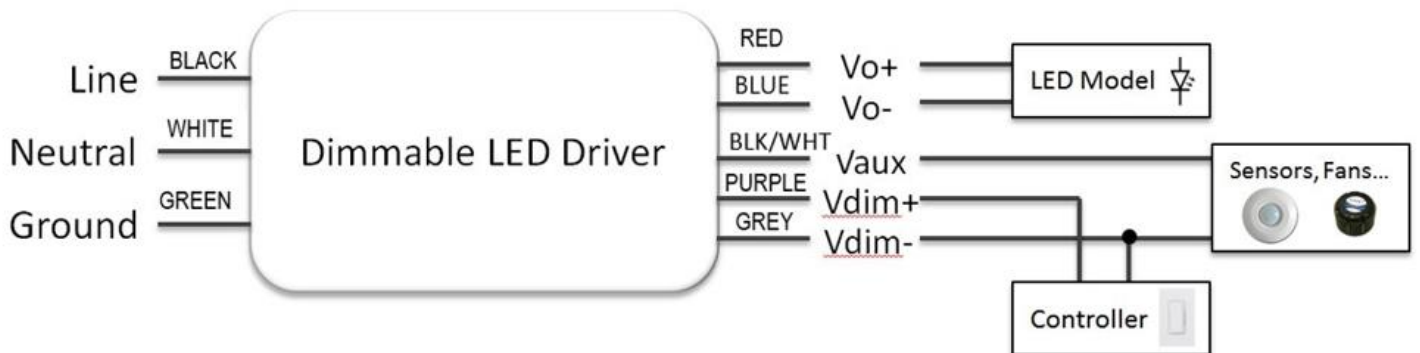 Line
BLACK
Neutral
WHITE
Ground
GREEN
Dimmable LED Driver
RED
Vo+
BLUE
Vo-
BLK/WHT
Vaux
PURPLE
Vdim+
GREY
Vdim-
LED Model
Sensors, Fans...
Controller